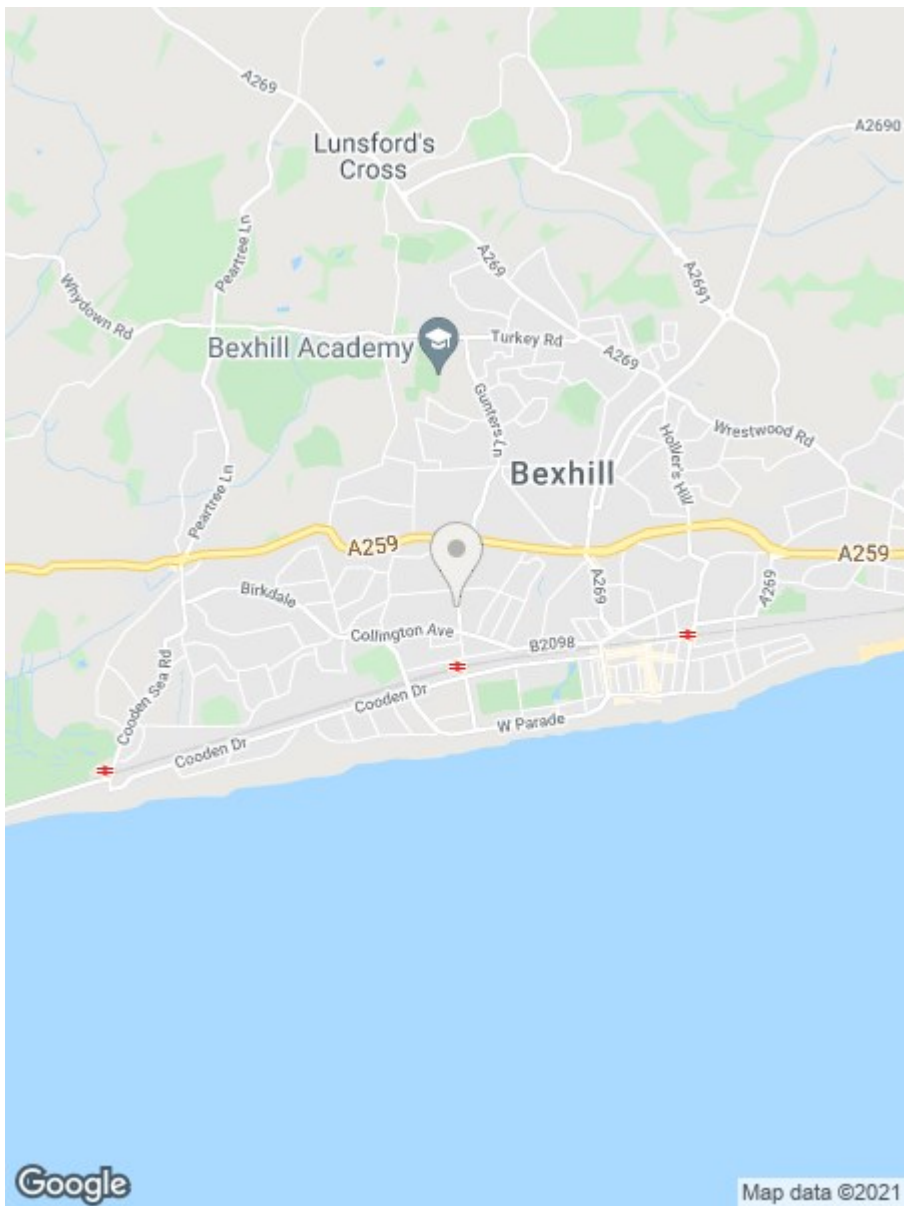 A269
A2690
Lunsford's
Cross
Peartree Ln
A269
Whydown Rd
A2691
Bexhill Academy
Turkey Rd
A269
Gunters Ln
Wrestwood Rd
Hollier's Hill
Bexhill
Peartree Ln
A259
A259
Birkdale
A269
A269
Collington Ave
B2098
Cooden Sea Rd
Cooden Dr
W Parade
Cooden Dr
Google
Map data ©2021